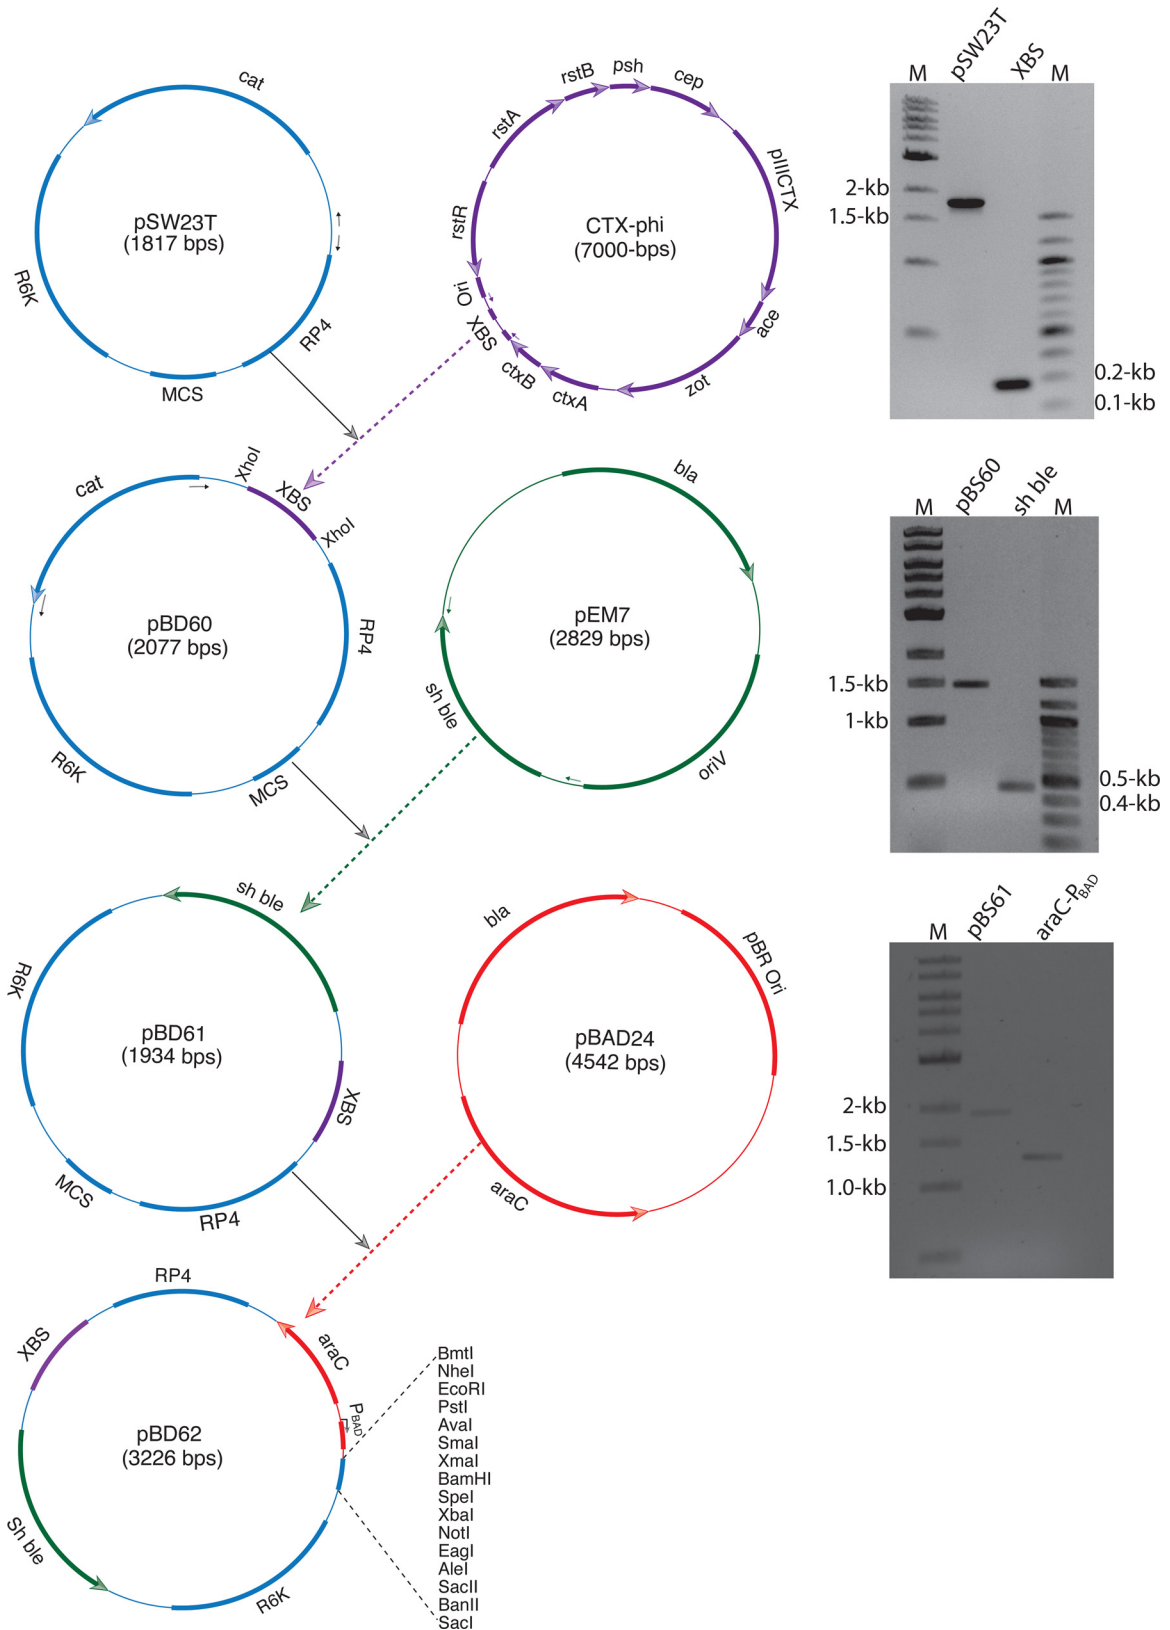 cat
pSW23T
(1817 bps)
R6K
RP4
MCS
rstB
psh
cep
rstA
pIIICTX
rstR
CTX-phi
(7000-bps)
Ori
XBS
ctxB
ctxA
zot
ace
M
pSW23T
XBS
M
2-kb
1.5-kb
0.2-kb
0.1-kb
cat
XhoI
XBS
XhoI
pBD60
(2077 bps)
RP4
R6K
MCS
bla
pEM7
(2829 bps)
sh ble
oriV
M
pBS60
sh ble
M
1.5-kb
1-kb
0.5-kb
0.4-kb
sh ble
R6K
pBD61
(1934 bps)
XBS
MCS
RP4
bla
pBR Ori
pBAD24
(4542 bps)
araC
M
pBS61
araC-PBAD
2-kb
1.5-kb
1.0-kb
RP4
XBS
araC
PBAD
pBD62
(3226 bps)
Sh ble
R6K
BmtI
NheI
EcoRI
PstI
AvaI
SmaI
XmaI
BamHI
SpeI
XbaI
NotI
EagI
AleI
SacII
BanII
SacI